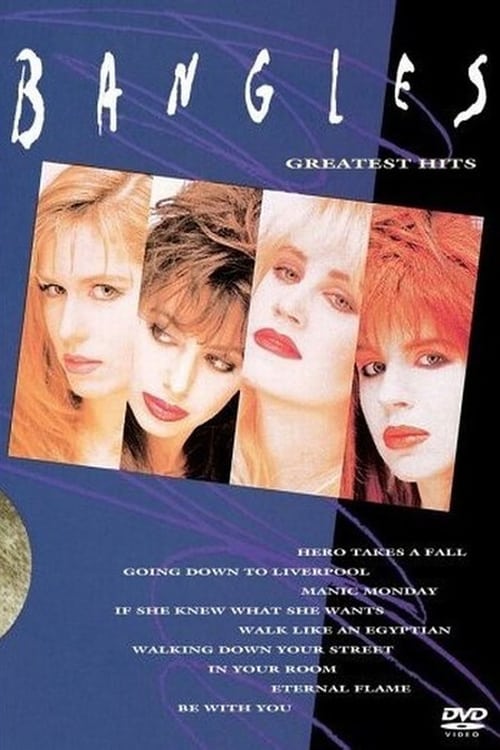 BANGLES
GREATEST HITS
HERO TAKES A FALL
GOING DOWN TO LIVERPOOL
MANIC MONDAY
IF SHE KNEW WHAT SHE WANTS
WALK LIKE AN EGYPTIAN
WALKING DOWN YOUR STREET
IN YOUR ROOM
ETERNAL FLAME
BE WITH YOU
DVD
VIDEO